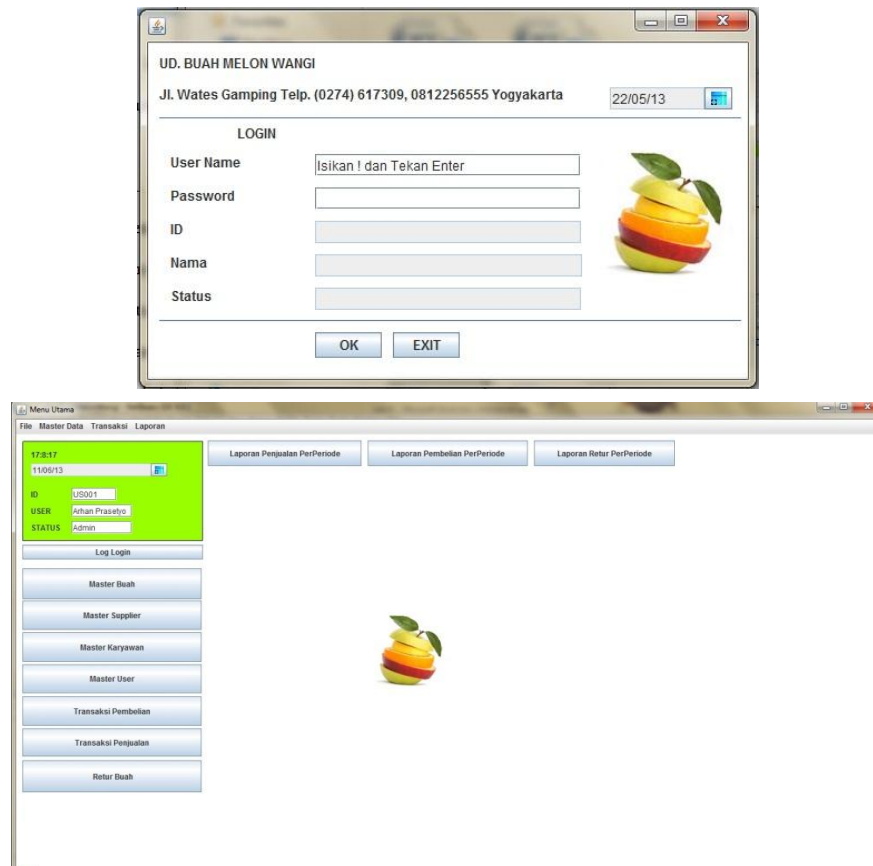 UD. BUAH MELON WANGI
Jl. Wates Gamping Telp. (0274) 617309, 0812256555 Yogyakarta
22/05/13
LOGIN
User Name
Isikan ! dan Tekan Enter
Password
ID
Nama
Status
OK EXIT
Menu Utama
File Master Data Transaksi Laporan
17:8:17
11/06/13
ID US001
USER Arhan Prasetyo
STATUS Admin
Laporan Penjualan PerPeriode Laporan Pembelian PerPeriode Laporan Retur PerPeriode
Log Login
Master Buah
Master Supplier
Master Karyawan
Master User
Transaksi Pembelian
Transaksi Penjualan
Retur Buah